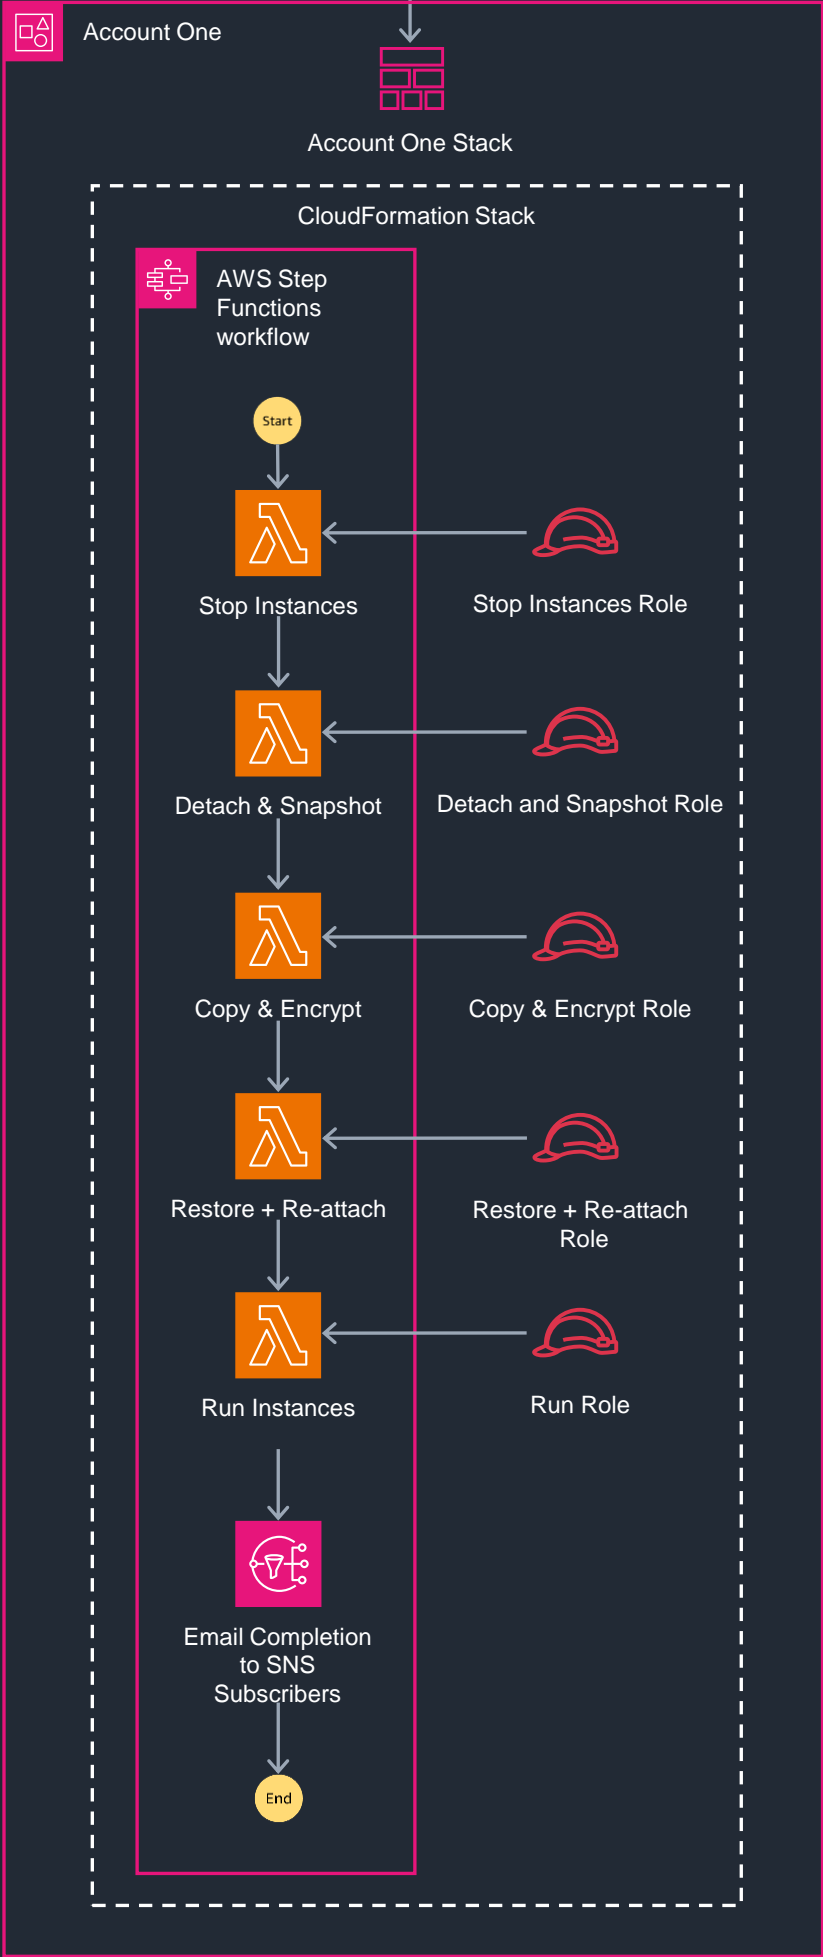 Account One
Account One Stack
CloudFormation Stack
AWS Step
Functions
workflow
Start
Stop Instances
Stop Instances Role
Detach & Snapshot
Detach and Snapshot Role
Copy & Encrypt
Copy & Encrypt Role
Restore + Re-attach
Restore + Re-attach
Role
Run Instances
Run Role
Email Completion
to SNS
Subscribers
End